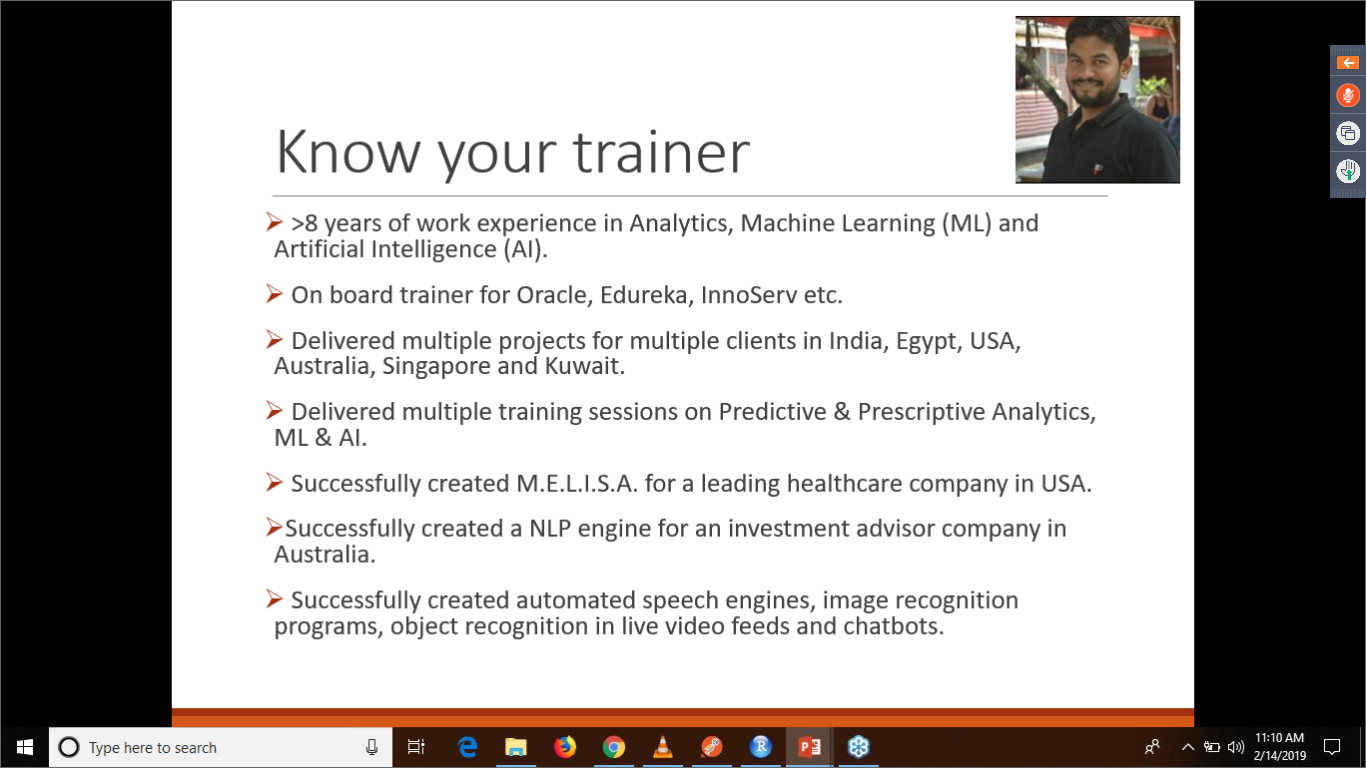 Know your trainer
➢ >8 years of work experience in Analytics, Machine Learning (ML) and
Artificial Intelligence (AI).
➢ On board trainer for Oracle, Edureka, InnoServ etc.
➢ Delivered multiple projects for multiple clients in India, Egypt, USA,
Australia, Singapore and Kuwait.
➢ Delivered multiple training sessions on Predictive & Prescriptive Analytics,
ML & AI.
➢ Successfully created M.E.L.I.S.A. for a leading healthcare company in USA.
➢Successfully created a NLP engine for an investment advisor company in
Australia.
➢ Successfully created automated speech engines, image recognition
programs, object recognition in live video feeds and chatbots.
Type here to search
11:10 AM
2/14/2019